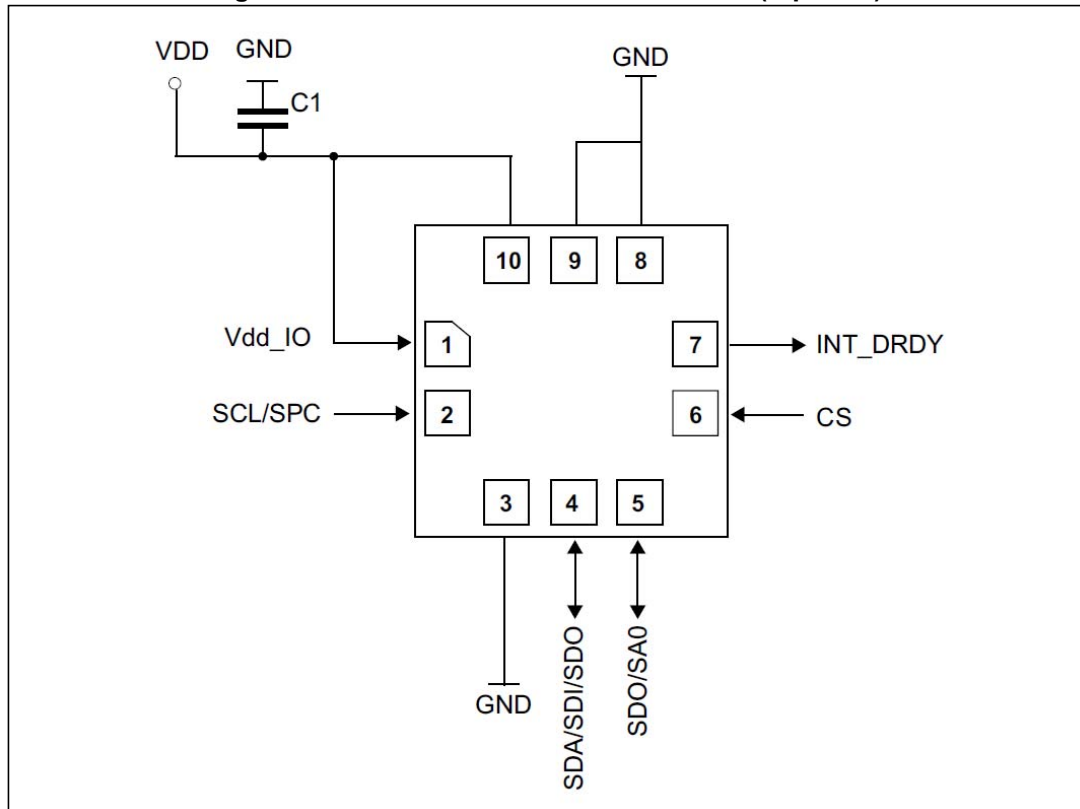 VDD
GND
C1
GND
10
9
8
Vdd_IO
1
7
INT_DRDY
SCL/SPC
2
6
CS
3
4
5
GND
SDA/SDI/SDO
SDO/SA0